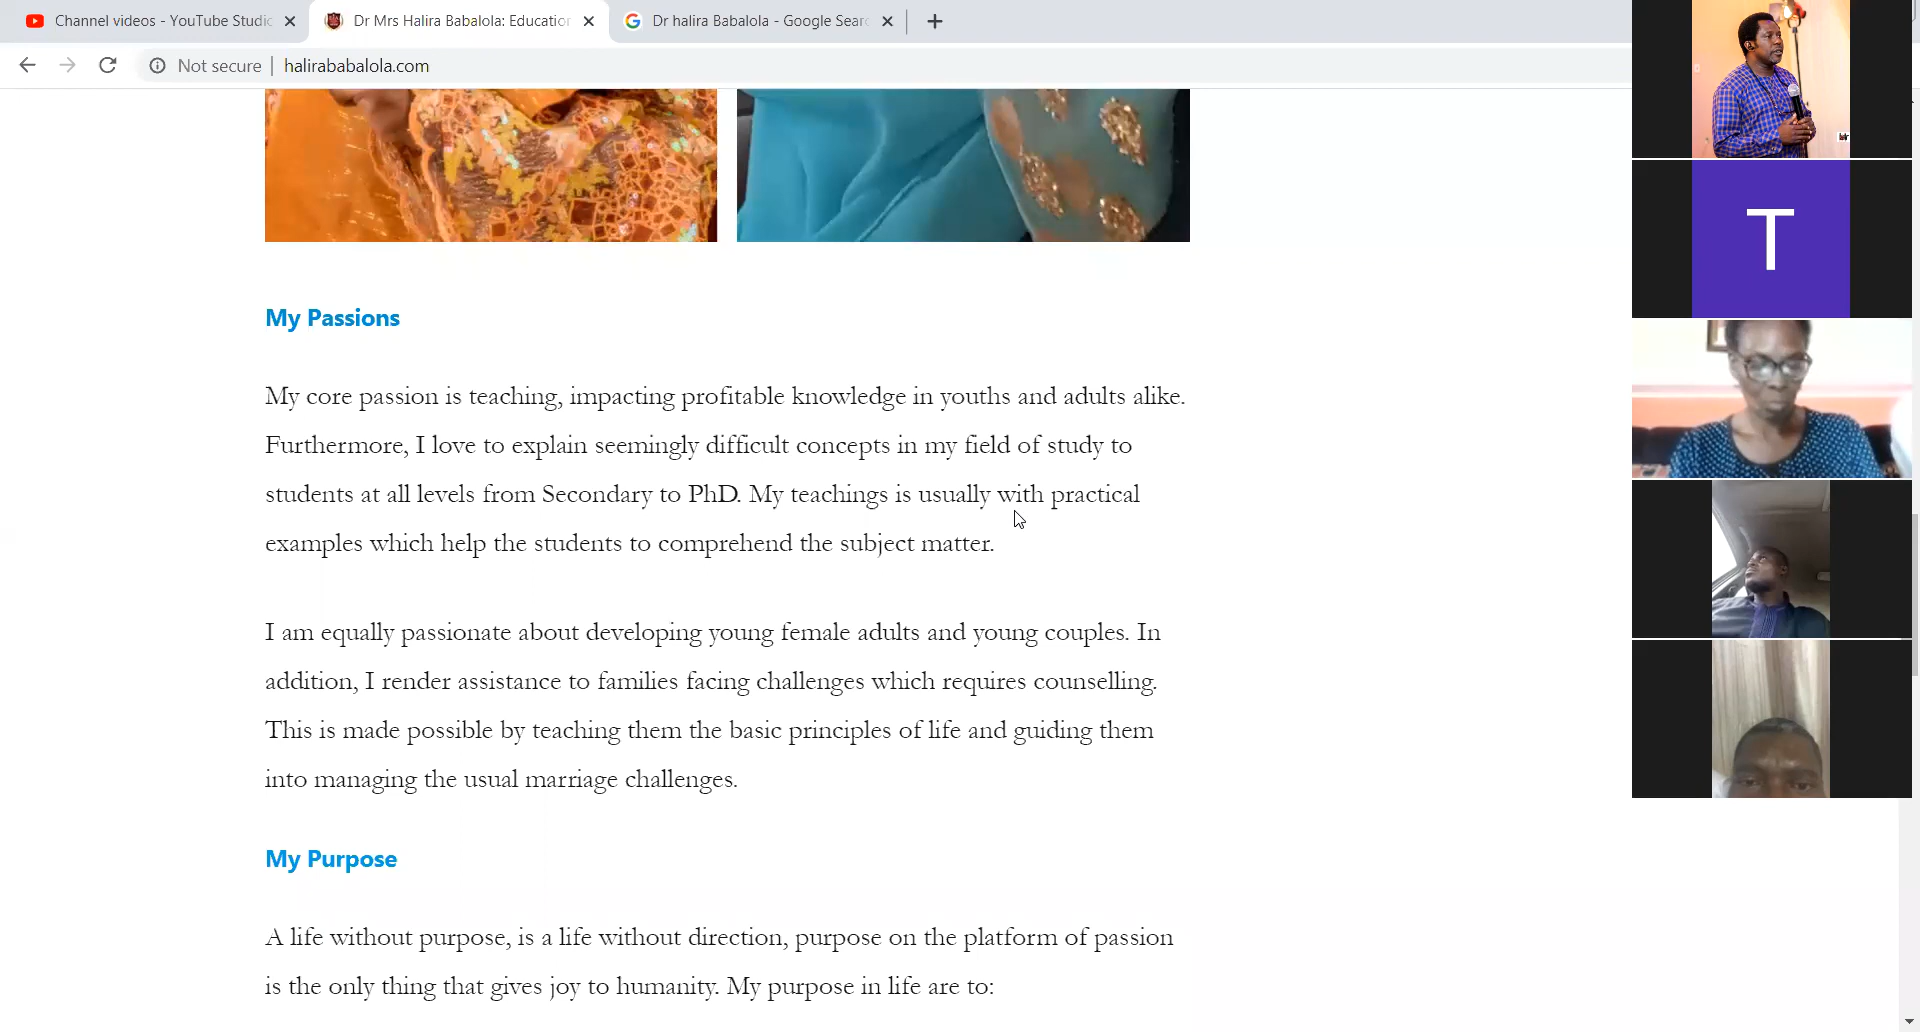 Channel videos - YouTube Studio
Dr Mrs Halira Babalola: Education
Dr halira Babalola - Google Sear
Not secure
halirababalola.com
T
My Passions
My core passion is teaching, impacting profitable knowledge in youths and adults alike.
Furthermore, I love to explain seemingly difficult concepts in my field of study to
students at all levels from Secondary to PhD. My teachings is usually with practical
examples which help the students to comprehend the subject matter.
I am equally passionate about developing young female adults and young couples. In
addition, I render assistance to families facing challenges which requires counselling.
This is made possible by teaching them the basic principles of life and guiding them
into managing the usual marriage challenges.
My Purpose
A life without purpose, is a life without direction, purpose on the platform of passion
is the only thing that gives joy to humanity. My purpose in life are to: